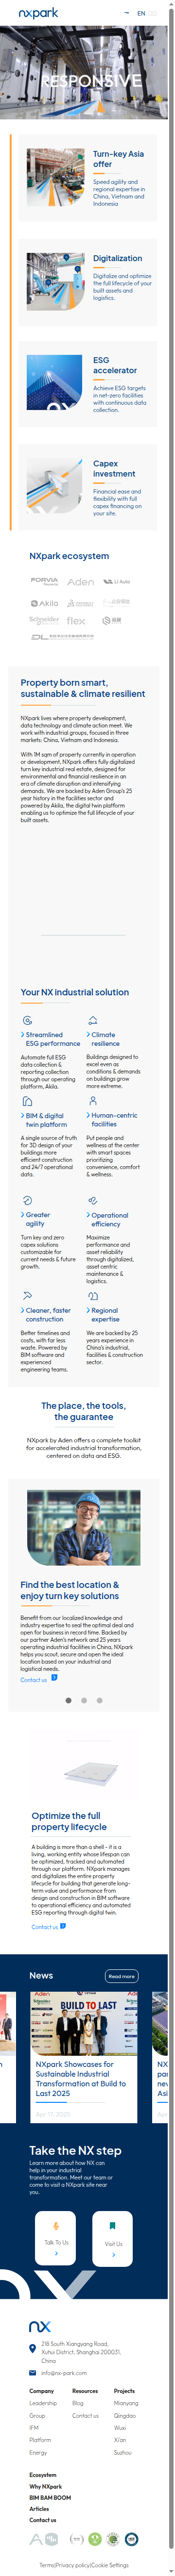 nxpark
EN
RESPONSIVE
Turn-key Asia
offer
Speed agility and
regional expertise in
China, Vietnam and
Indonesia
Digitalization
Digitalize and optimize
the full lifecycle of your
built assets and
logistics.
ESG
accelerator
Achieve ESG targets
in net-zero facilities
with continuous data
collection.
Capex
investment
Financial ease and
flexibility with full
capex financing on
your site.
NXpark ecosystem
FORVIA
Aden
Li Auto
Akila
Schneider
flex
Property born smart,
sustainable & climate resilient
NXpark lives where property development,
data technology and climate action meet. We
work with industrial groups, focused in three
markets: China, Vietnam and Indonesia.
With 1M sqm of property currently in operation
or development, NXpark offers fully digitalized
turn key industrial real estate, designed for
environmental and financial resilience in an
era of climate disruption and intensifying
demands. We are backed by Aden Group's 25
year history in the facilities sector and
powered by Akila, the digital twin platform
enabling us to optimize the full lifecycle of your
built assets.
Your NX industrial solution
Streamlined
ESG performance
Automate full ESG
data collection &
reporting collection
through our operating
platform, Akila.
Climate
resilience
Buildings designed to
excel even as
conditions & demands
on buildings grow
more extreme.
BIM & digital
twin platform
A single source of truth
for 3D design of your
buildings more
efficient construction
and 24/7 operational
data.
Human-centric
facilities
Put people and
wellness at the center
with smart spaces
prioritizing
convenience, comfort
& wellness.
Greater
agility
Turn key and zero
capex solutions
customizable for
current needs & future
growth.
Operational
efficiency
Maximize
performance and
asset reliability
through digitalized,
asset centric
maintenance &
logistics.
Cleaner, faster
construction
Better timelines and
costs, with far less
waste. Powered by
BIM software and
experienced
engineering teams.
Regional
expertise
We are backed by 25
years experience in
China's industrial,
facilities & construction
sector.
The place, the tools,
the guarantee
NXpark by Aden offers a complete toolkit
for accelerated industrial transformation,
centered on data and ESG.
Find the best location &
enjoy turn key solutions
Benefit from our localized knowledge and
industry expertise to seal the optimal deal and
open for business in record time. Backed by
our partner Aden's network and 25 years
operating industrial facilities in China, NXpark
helps you scout, secure and open the ideal
location based on your industrial and
logistical needs.
Contact us
Optimize the full
property lifecycle
A building is more than a shell - it is a
living, working entity whose lifespan can
be optimized, tracked and automated
through our platform. NXpark manages
and digitalizes the entire property
lifecycle for building that generate long-
term value and performance from
design and construction in BIM software
to operational efficiency and automated
ESG reporting through digital twin.
Contact us
News
Read more
Aden
Schneider
BUILD TO LAST
NXpark Showcases for
Sustainable Industrial
Transformation at Build to
Last 2025
Apr 17, 2025
Take the NX step
Learn more about how NX can
help in your industrial
transformation. Meet our team or
come to visit a NXpark site near
you.
Talk To Us
Visit Us
nx
218 South Xiangyang Road,
Xuhui District, Shanghai 200031,
China
info@nx-park.com
Company
Resources
Projects
Leadership
Blog
Mianyang
Group
Contact us
Qingdao
IFM
Wuxi
Platform
Xi'an
Energy
Suzhou
Ecosystem
Why NXpark
BIM BAM BOOM
Articles
Contact us
Terms|Privacy policy|Cookie Settings